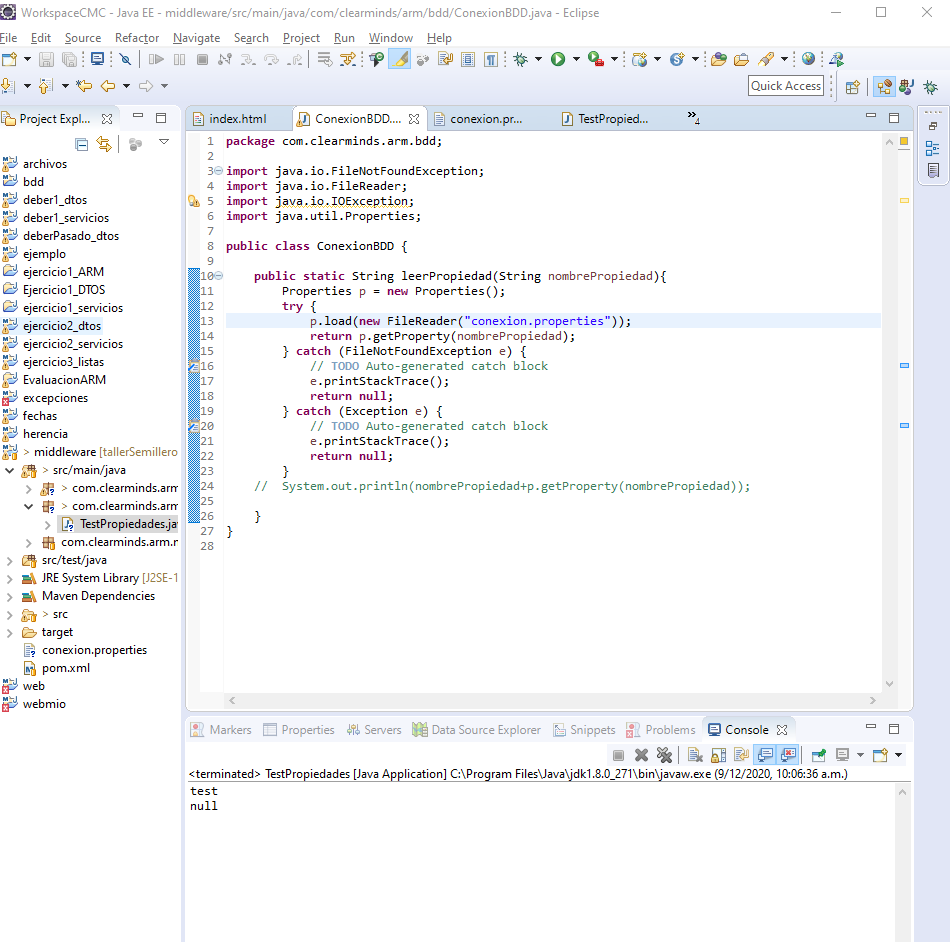 WorkspaceCMC - Java EE - middleware/src/main/java/com/clearminds/arm/bdd/ConexionBDD.java - Eclipse
File Edit Source Refactor Navigate Search Project Run Window Help
Quick Access
Project Expl...
index.html
ConexionBDD....
conexion.pr...
TestPropied...
4
archivos
bdd
deber1_dtos
deber1_servicios
deberPasado_dtos
ejemplo
ejercicio1_ARM
Ejercicio1_DTOS
ejercicio1_servicios
ejercicio2_dtos
ejercicio2_servicios
ejercicio3_listas
EvaluacionARM
excepciones
fechas
herencia
> middleware [tallerSemillero
> src/main/java
> com.clearminds.arm
> com.clearminds.arm
TestPropiedades.ja
com.clearminds.arm.r
src/test/java
JRE System Library [J2SE-1
Maven Dependencies
> src
target
conexion.properties
pom.xml
web
webmio
1 package com.clearminds.arm.bdd;
2
3 import java.io.FileNotFoundException;
4 import java.io.FileReader;
5 import java.io.IOException;
6 import java.util.Properties;
7
8 public class ConexionBDD {
9
10     public static String leerPropiedad(String nombrePropiedad){
11         Properties p = new Properties();
12         try {
13             p.load(new FileReader("conexion.properties"));
14             return p.getProperty(nombrePropiedad);
15         } catch (FileNotFoundException e) {
16             // TODO Auto-generated catch block
17             e.printStackTrace();
18             return null;
19         } catch (Exception e) {
20             // TODO Auto-generated catch block
21             e.printStackTrace();
22             return null;
23         }
24     //  System.out.println(nombrePropiedad+p.getProperty(nombrePropiedad));
25
26     }
27 }
28
Markers Properties Servers Data Source Explorer Snippets Problems Console
<terminated> TestPropiedades [Java Application] C:\Program Files\Java\jdk1.8.0_271\bin\javaw.exe (9/12/2020, 10:06:36 a.m.)
test
null